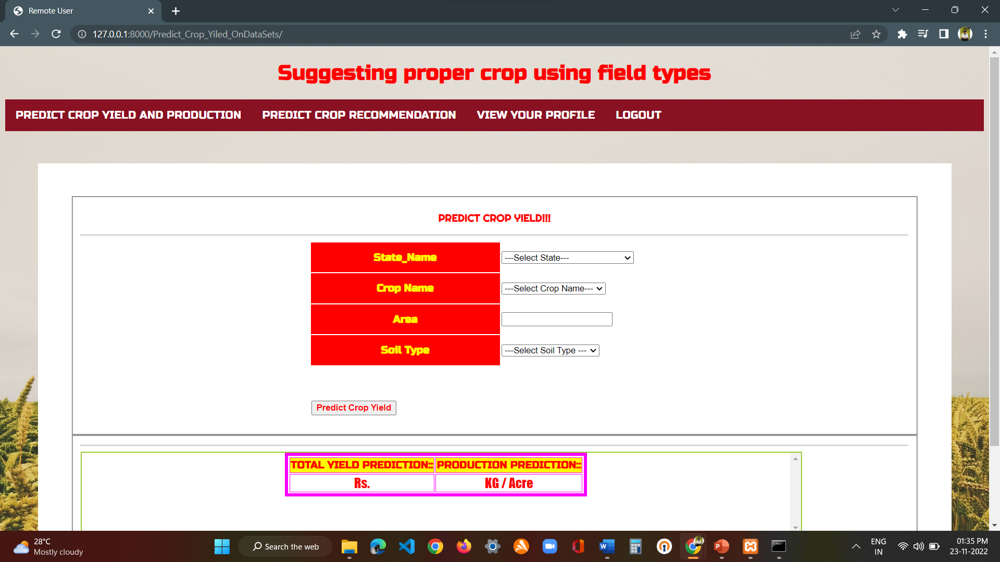 Remote User
127.0.0.1:8000/Predict_Crop_Yiled_OnDataSets/
Suggesting proper crop using field types
PREDICT CROP YIELD AND PRODUCTION PREDICT CROP RECOMMENDATION VIEW YOUR PROFILE LOGOUT
PREDICT CROP YIELD!!!
State_Name ---Select State---
Crop Name ---Select Crop Name---
Area
Soil Type ---Select Soil Type ---
Predict Crop Yield
TOTAL YIELD PREDICTION:: PRODUCTION PREDICTION::
Rs. KG / Acre
28°C
Mostly cloudy
Search the web
ENG
IN
01:35 PM
23-11-2022